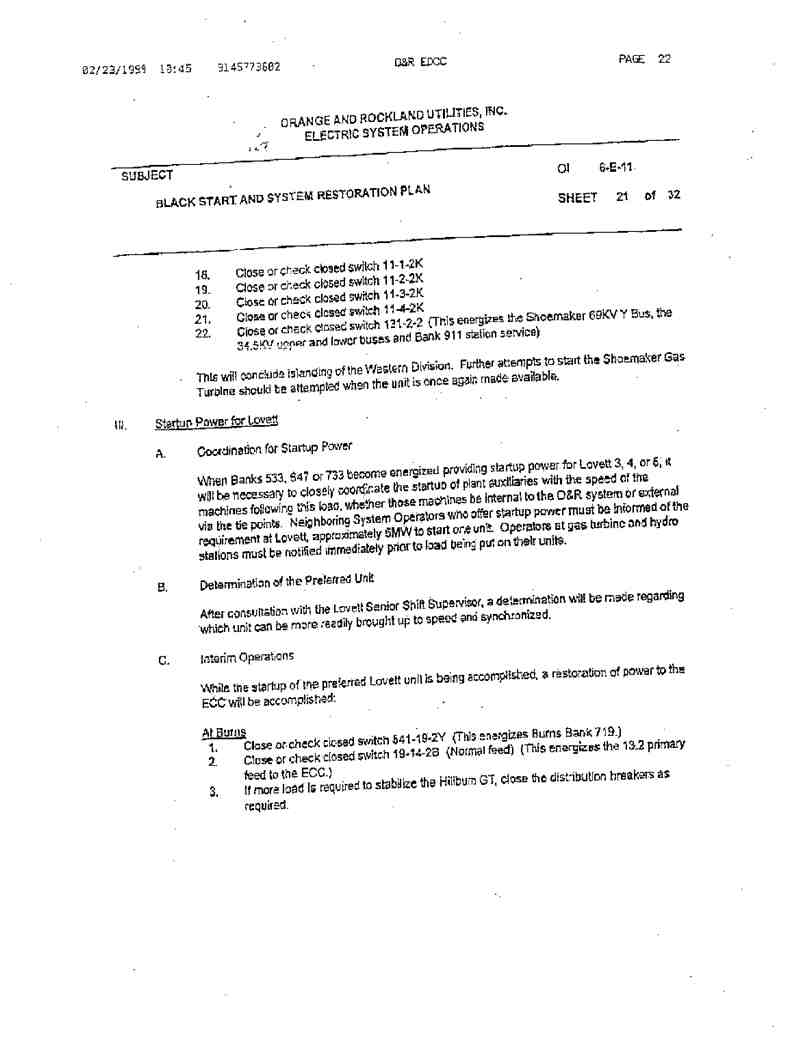 02/23/1999 10:45 9145773602 O&R EDCC PAGE 22
ORANGE AND ROCKLAND UTILITIES, INC.
ELECTRIC SYSTEM OPERATIONS
SUBJECT
OI 6-E-11
BLACK START AND SYSTEM RESTORATION PLAN
SHEET 21 of 32
18. Close or check closed switch 11-1-2K
19. Close or check closed switch 11-2-2K
20. Close or check closed switch 11-3-2K
21. Close or check closed switch 11-4-2K
22. Close or check closed switch 131-2-2 (This energizes the Shoemaker 69KV Y Bus, the
34.5KV upper and lower buses and Bank 911 station service)
This will conclude islanding of the Western Division. Further attempts to start the Shoemaker Gas
Turbine should be attempted when the unit is once again made available.
III. Startup Power for Lovett
A. Coordination for Startup Power
When Banks 533, 647 or 733 become energized providing startup power for Lovett 3, 4, or 5, it
will be necessary to closely coordinate the startup of plant auxiliaries with the speed of the
machines following this load, whether those machines be internal to the O&R system or external
via the tie points. Neighboring System Operators who offer startup power must be informed of the
requirement at Lovett, approximately 5MW to start one unit. Operators at gas turbine and hydro
stations must be notified immediately prior to load being put on their units.
B. Determination of the Preferred Unit
After consultation with the Lovett Senior Shift Supervisor, a determination will be made regarding
which unit can be more readily brought up to speed and synchronized.
C. Interim Operations
While the startup of the preferred Lovett unit is being accomplished, a restoration of power to the
ECC will be accomplished:
At Burns
1. Close or check closed switch 541-19-2Y (This energizes Burns Bank 719.)
2. Close or check closed switch 19-14-2B (Normal feed) (This energizes the 13.2 primary
feed to the ECC.)
3. If more load is required to stabilize the Hillburn GT, close the distribution breakers as
required.